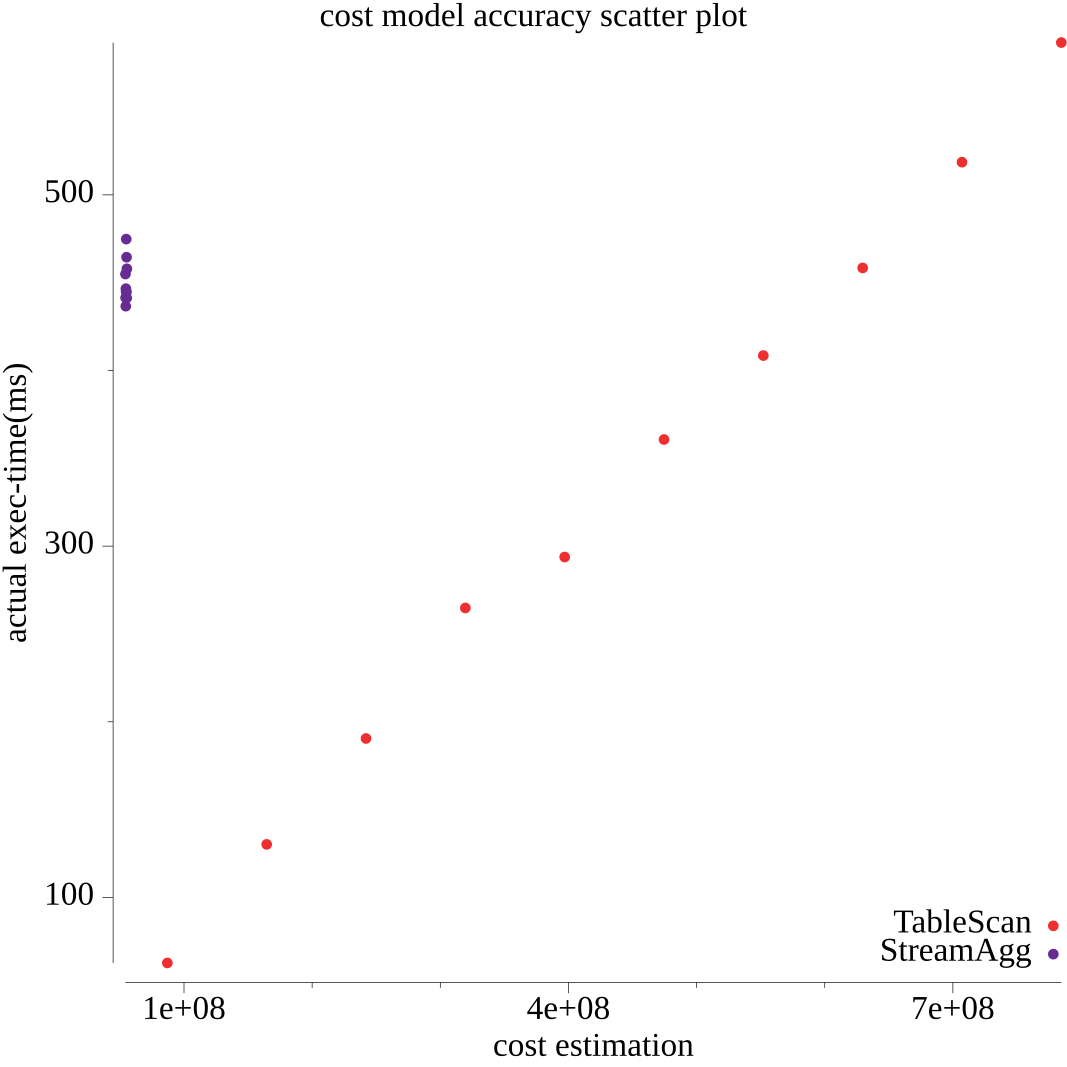 cost model accuracy scatter plot
500
300
100
actual exec-time(ms)
TableScan
StreamAgg
1e+08
4e+08
7e+08
cost estimation